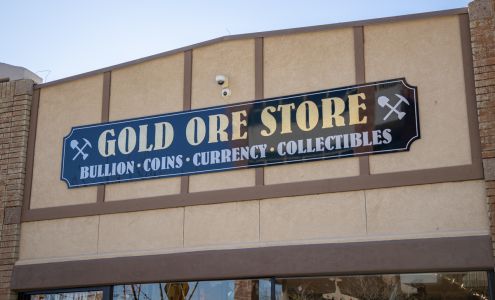 GOLD ORE STORE
BULLION · COINS · CURRENCY · COLLECTIBLES